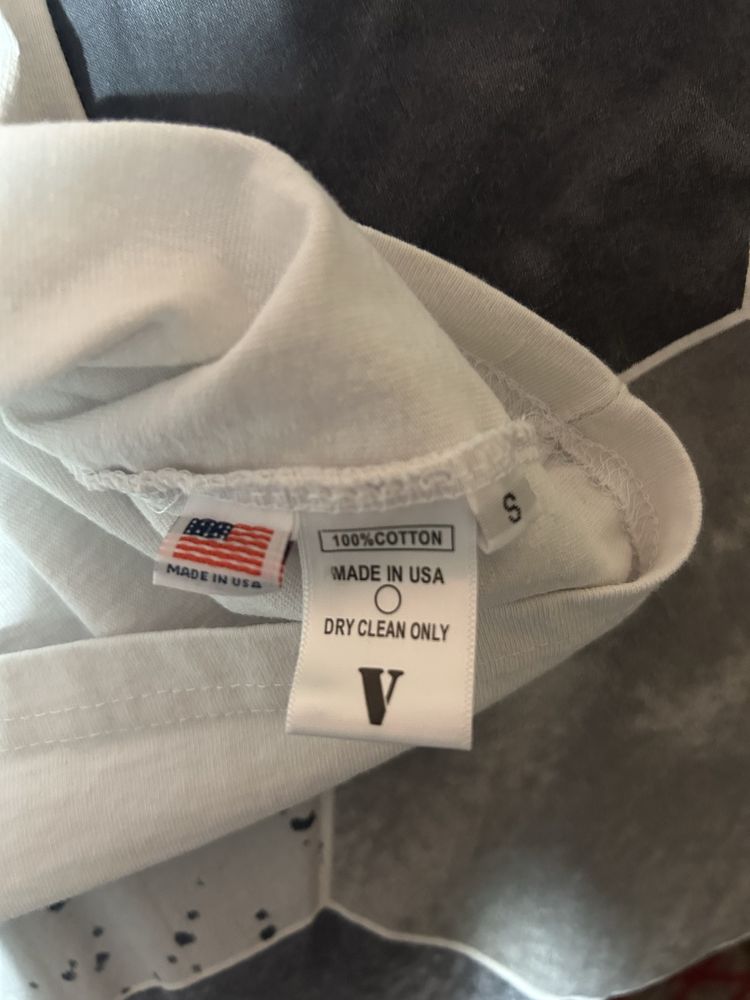 MADE IN USA
100%COTTON
MADE IN USA
DRY CLEAN ONLY
V
S